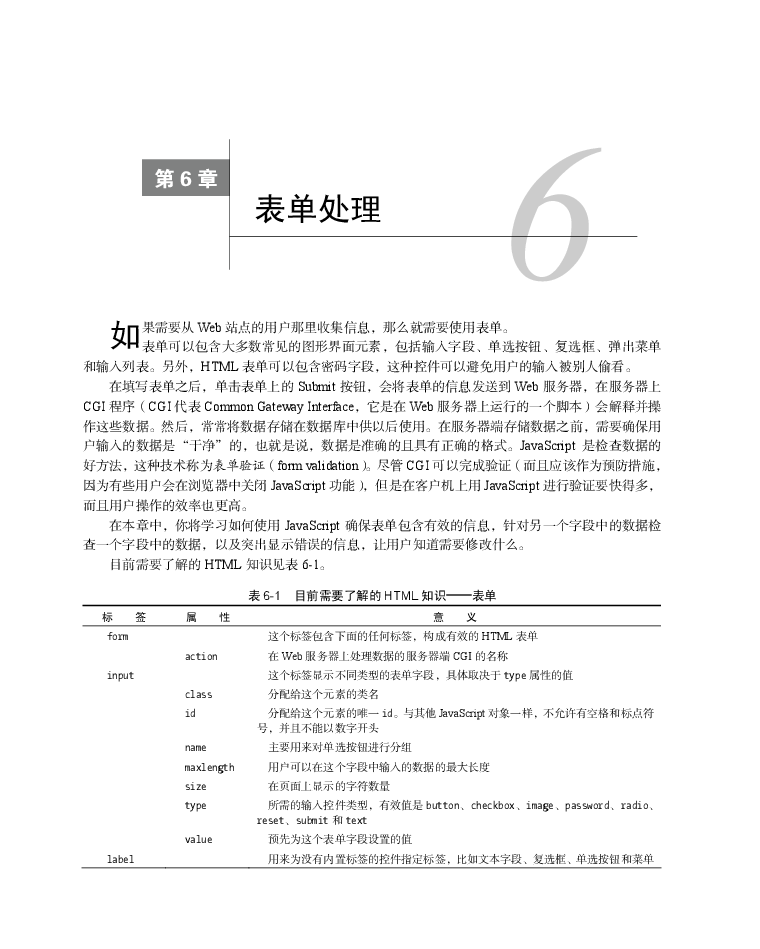 第 6 章
6
表单处理
如果需要从 Web 站点的用户那里收集信息，那么就需要使用表单。
表单可以包含大多数常见的图形界面元素，包括输入字段、单选按钮、复选框、弹出菜单
和输入列表。另外，HTML 表单可以包含密码字段，这种控件可以避免用户的输入被别人偷看。
在填写表单之后，单击表单上的 Submit 按钮，会将表单的信息发送到 Web 服务器，在服务器上
CGI 程序（CGI 代表 Common Gateway Interface，它是在 Web 服务器上运行的一个脚本）会解释并操
作这些数据。然后，常常将数据存储在数据库中供以后使用。在服务器端存储数据之前，需要确保用
户输入的数据是“干净”的，也就是说，数据是准确的且具有正确的格式。JavaScript 是检查数据的
好方法，这种技术称为表单验证（form validation）。尽管 CGI 可以完成验证（而且应该作为预防措施，
因为有些用户会在浏览器中关闭 JavaScript 功能），但是在客户机上用 JavaScript 进行验证要快得多，
而且用户操作的效率也更高。
在本章中，你将学习如何使用 JavaScript 确保表单包含有效的信息，针对另一个字段中的数据检
查一个字段中的数据，以及突出显示错误的信息，让用户知道需要修改什么。
目前需要了解的 HTML 知识见表 6-1。
表 6-1 目前需要了解的 HTML 知识——表单
标 签 属 性 意 义
form 这个标签包含下面的任何标签，构成有效的 HTML 表单
action 在 Web 服务器上处理数据的服务器端 CGI 的名称
input 这个标签显示不同类型的表单字段，具体取决于 type 属性的值
class 分配给这个元素的类名
id 分配给这个元素的唯一 id。与其他 JavaScript 对象一样，不允许有空格和标点符
号，并且不能以数字开头
name 主要用来对单选按钮进行分组
maxlength 用户可以在这个字段中输入的数据的最大长度
size 在页面上显示的字符数量
type 所需的输入控件类型，有效值是 button、checkbox、image、password、radio、
reset、submit 和 text
value 预先为这个表单字段设置的值
label 用来为没有内置标签的控件指定标签，比如文本字段、复选框、单选按钮和菜单